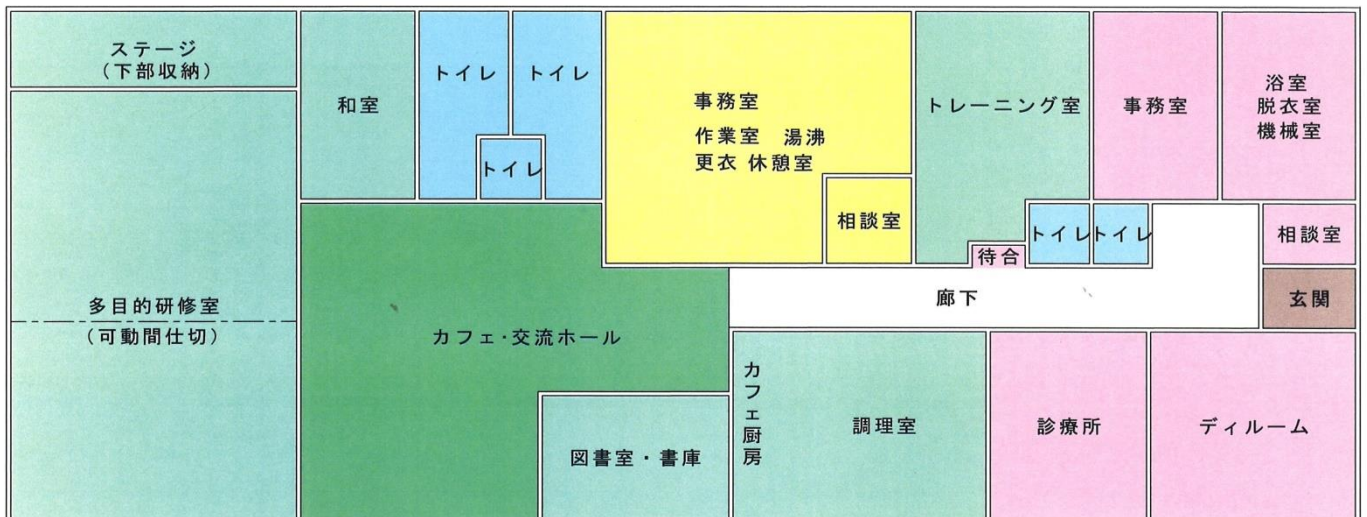 ステージ
(下部収納)
和室
トイレ
トイレ
トイレ
事務室
作業室 湯沸
更衣 休憩室
相談室
トレーニング室
事務室
浴室
脱衣室
機械室
待合
トイレ
トイレ
相談室
廊下
玄関
多目的研修室
(可動間仕切)
カフェ・交流ホール
図書室・書庫
カフェ厨房
調理室
診療所
ディルーム